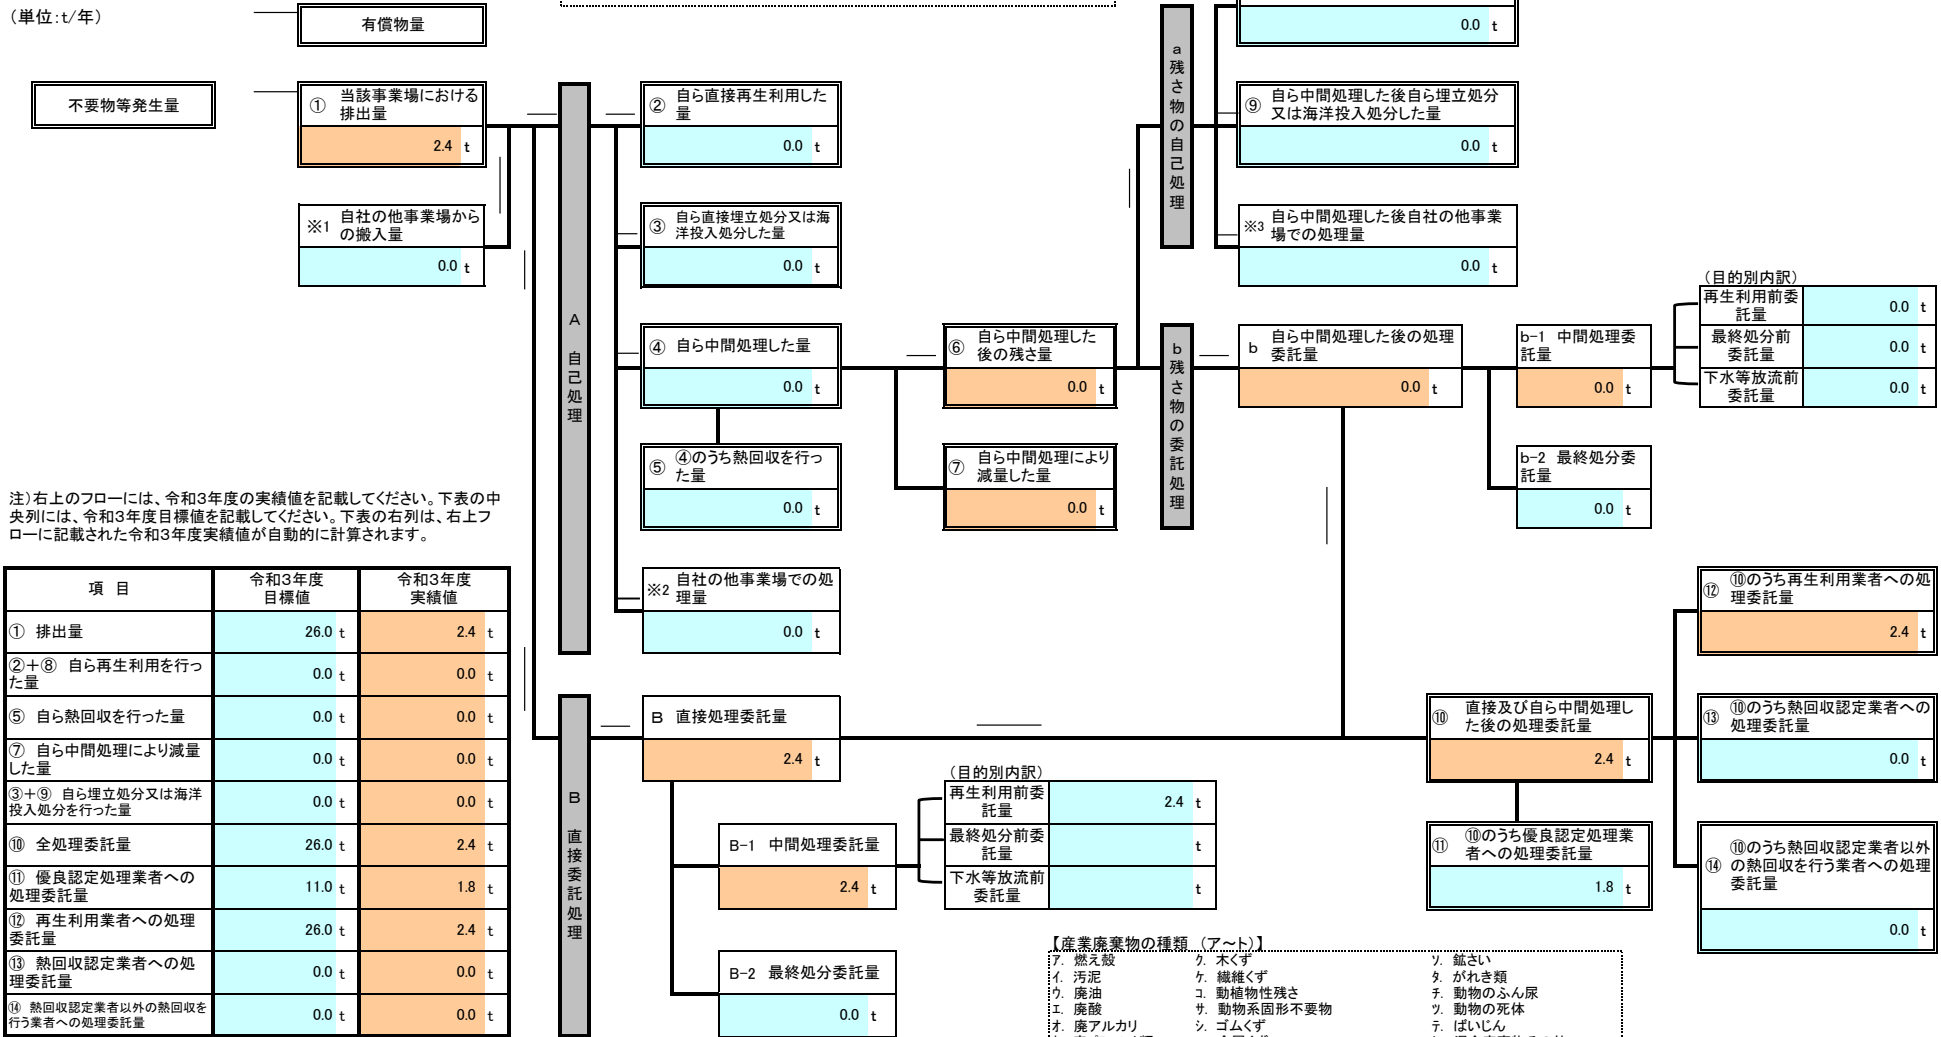 （単位:t/年）
有償物量
0.0 t
不要物等発生量
① 当該事業場における
排出量
2.4 t
※1 自社の他事業場から
の搬入量
0.0 t
A 自己処理
② 自ら直接再生利用した
量
0.0 t
③ 自ら直接埋立処分又は海
洋投入処分した量
0.0 t
④ 自ら中間処理した量
0.0 t
⑤ ④のうち熱回収を行っ
た量
0.0 t
※2 自社の他事業場での処
理量
0.0 t
⑥ 自ら中間処理した
後の残さ量
0.0 t
⑦ 自ら中間処理により
減量した量
0.0 t
a残さ物の自己処理
⑨ 自ら中間処理した後自ら埋立処分
又は海洋投入処分した量
0.0 t
※3 自ら中間処理した後自社の他事業
場での処理量
0.0 t
b残さ物の委託処理
b 自ら中間処理した後の処理
委託量
0.0 t
b-1 中間処理委
託量
0.0 t
b-2 最終処分委
託量
0.0 t
（目的別内訳）
再生利用前委
託量
0.0 t
最終処分前
委託量
0.0 t
下水等放流前
委託量
0.0 t
注）右上のフローには、令和3年度の実績値を記載してください。下表の中
央列には、令和3年度目標値を記載してください。下表の右列は、右上フ
ローに記載された令和3年度実績値が自動的に計算されます。
項 目 令和3年度 目標値 令和3年度 実績値
① 排出量 26.0 t 2.4 t
②＋⑧ 自ら再生利用を行っ
た量 0.0 t 0.0 t
⑤ 自ら熱回収を行った量 0.0 t 0.0 t
⑦ 自ら中間処理により減量
した量 0.0 t 0.0 t
③＋⑨ 自ら埋立処分又は海洋
投入処分を行った量 0.0 t 0.0 t
⑩ 全処理委託量 26.0 t 2.4 t
⑪ 優良認定処理業者への
処理委託量 11.0 t 1.8 t
⑫ 再生利用業者への処理
委託量 26.0 t 2.4 t
⑬ 熱回収認定業者への処
理委託量 0.0 t 0.0 t
⑭ 熱回収認定業者以外の熱回収を
行う業者への処理委託量 0.0 t 0.0 t
B 直接委託処理
B 直接処理委託量
2.4 t
B-1 中間処理委託量
2.4 t
B-2 最終処分委託量
0.0 t
（目的別内訳）
再生利用前委
託量
2.4 t
最終処分前委
託量
t
下水等放流前
委託量
t
⑩ 直接及び自ら中間処理し
た後の処理委託量
2.4 t
⑪ ⑩のうち優良認定処理業
者への処理委託量
1.8 t
⑫ ⑩のうち再生利用業者への処
理委託量
2.4 t
⑬ ⑩のうち熱回収認定業者への
処理委託量
0.0 t
⑭ ⑩のうち熱回収認定業者以外
の熱回収を行う業者への処理
委託量
0.0 t
【産業廃棄物の種類 （ア～ト）】
ア. 燃え殻 ク. 木くず ソ. 鉱さい
イ. 汚泥 ケ. 繊維くず タ. がれき類
ウ. 廃油 コ. 動植物性残さ チ. 動物のふん尿
エ. 廃酸 サ. 動物系固形不要物 ツ. 動物の死体
オ. 廃アルカリ シ. ゴムくず テ. ばいじん